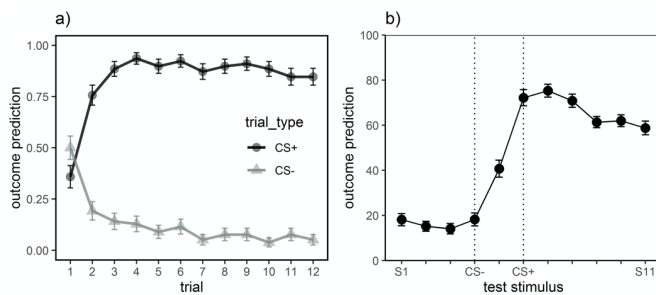 a)
outcome prediction
1.00
0.75
0.50
0.25
0.00
trial_type
CS+
CS-
1 2 3 4 5 6 7 8 9 10 11 12
trial
b)
outcome prediction
100
80
60
40
20
0
S1 CS- CS+ S11
test stimulus